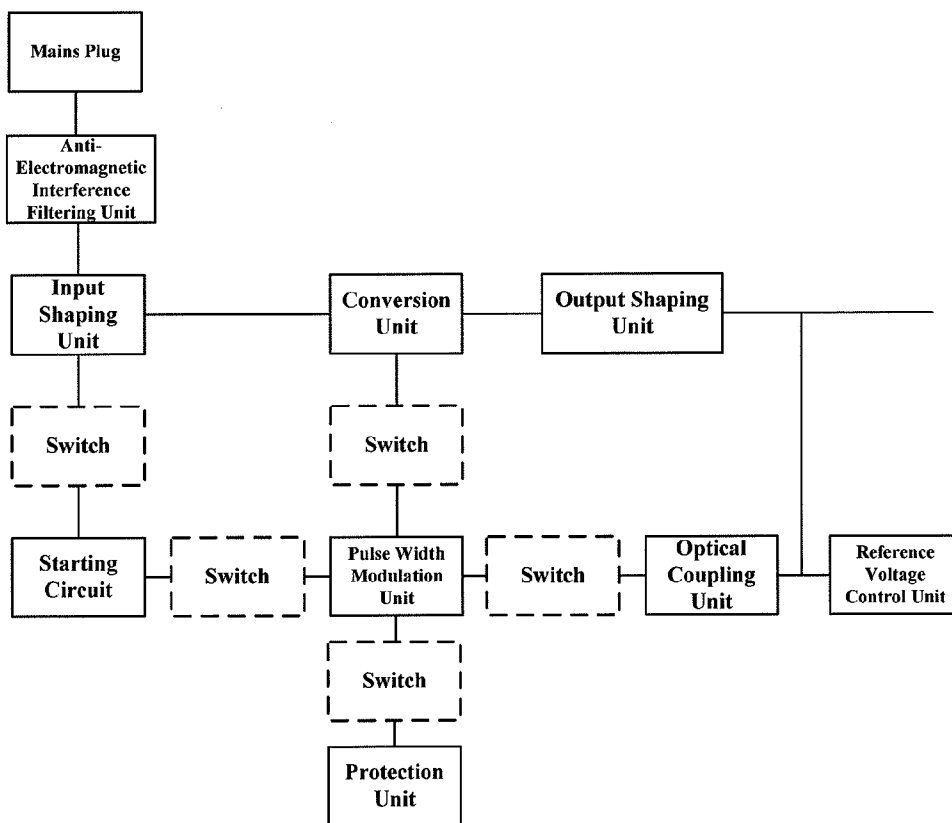 Mains Plug
Anti-
Electromagnetic
Interference
Filtering Unit
Input
Shaping
Unit
Conversion
Unit
Output Shaping
Unit
Switch
Switch
Starting
Circuit
Switch
Pulse Width
Modulation
Unit
Switch
Optical
Coupling
Unit
Reference
Voltage
Control Unit
Switch
Protection
Unit